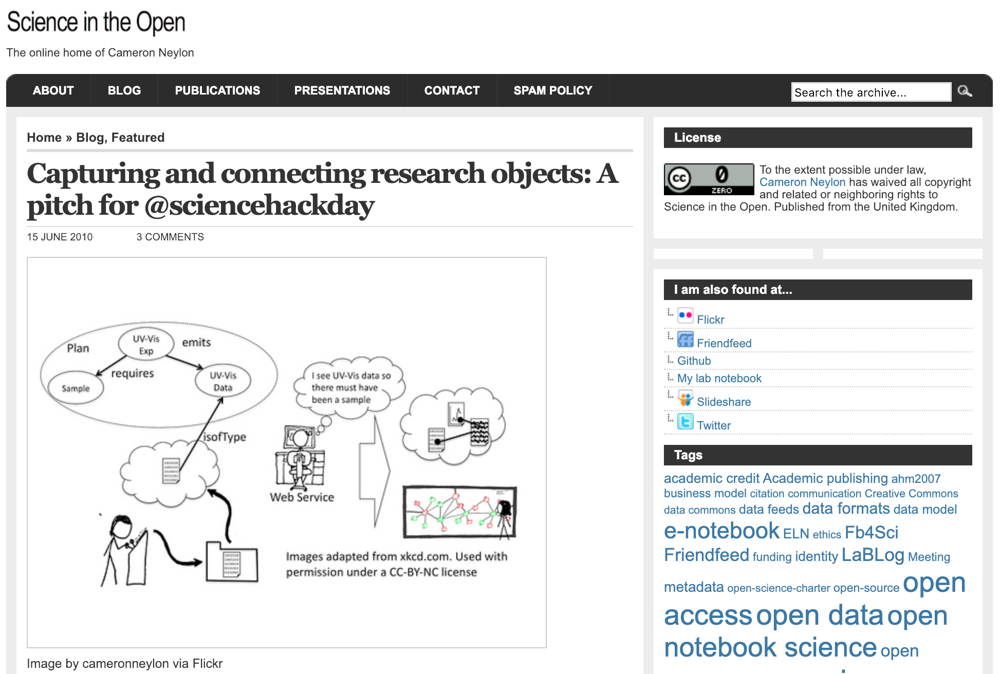 Science in the Open
The online home of Cameron Neylon
ABOUT BLOG PUBLICATIONS PRESENTATIONS CONTACT SPAM POLICY Search the archive...
Home » Blog, Featured
Capturing and connecting research objects: A
pitch for @sciencehackday
15 JUNE 2010 3 COMMENTS
Plan
UV-Vis
Exp
emits
requires
Sample
UV-Vis
Data
isofType
I see UV-Vis data so
there must have
been a sample
Web Service
Images adapted from xkcd.com. Used with
permission under a CC-BY-NC license
Image by cameronneylon via Flickr
License
cc 0
ZERO
To the extent possible under law,
Cameron Neylon has waived all copyright
and related or neighboring rights to
Science in the Open. Published from the United Kingdom.
I am also found at...
Flickr
ff Friendfeed
Github
My lab notebook
Slideshare
t Twitter
Tags
academic credit Academic publishing ahm2007
business model citation communication Creative Commons
data commons data feeds data formats data model
e-notebook ELN ethics Fb4Sci
Friendfeed funding identity LaBLog Meeting
metadata open-science-charter open-source open
access open data open
notebook science open